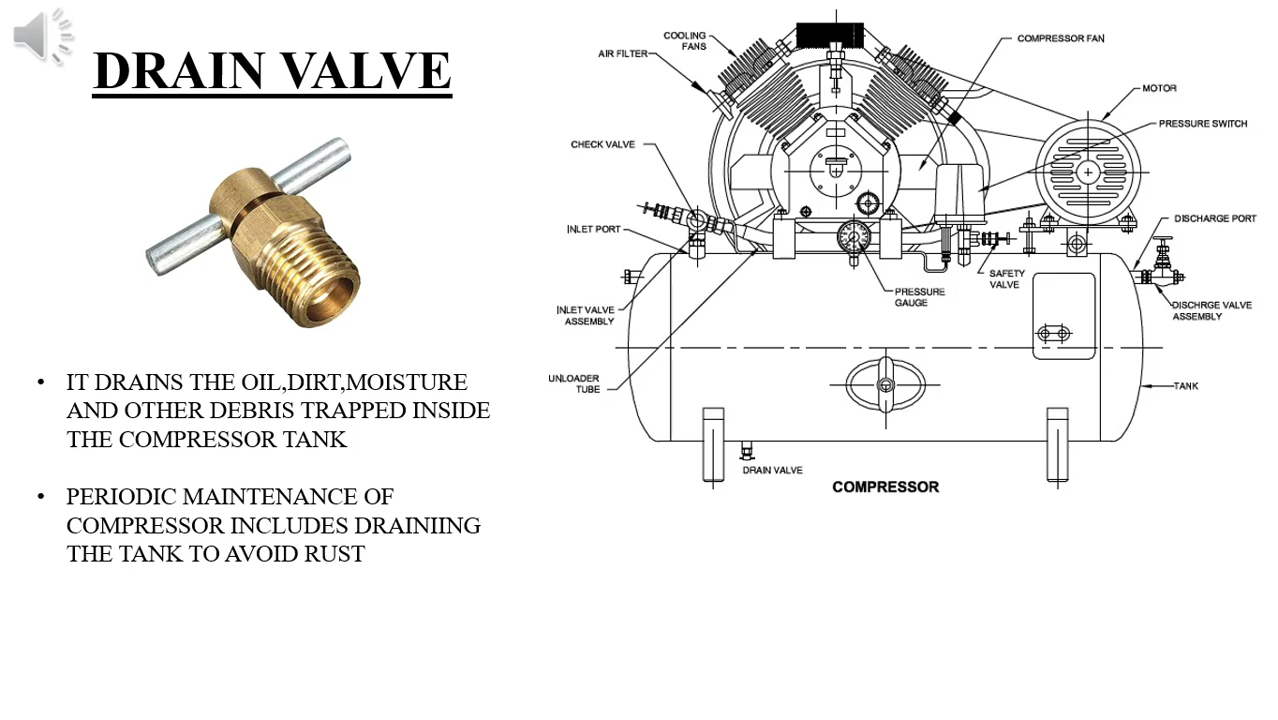 DRAIN VALVE
• IT DRAINS THE OIL,DIRT,MOISTURE
AND OTHER DEBRIS TRAPPED INSIDE
THE COMPRESSOR TANK
• PERIODIC MAINTENANCE OF
COMPRESSOR INCLUDES DRAINIING
THE TANK TO AVOID RUST
COOLING
FANS
AIR FILTER
CHECK VALVE
INLET PORT
INLET VALVE
ASSEMBLY
UNLOADER
TUBE
COMPRESSOR FAN
MOTOR
PRESSURE SWITCH
DISCHARGE PORT
SAFETY
VALVE
PRESSURE
GAUGE
DISCHRGE VALVE
ASSEMBLY
TANK
DRAIN VALVE
COMPRESSOR